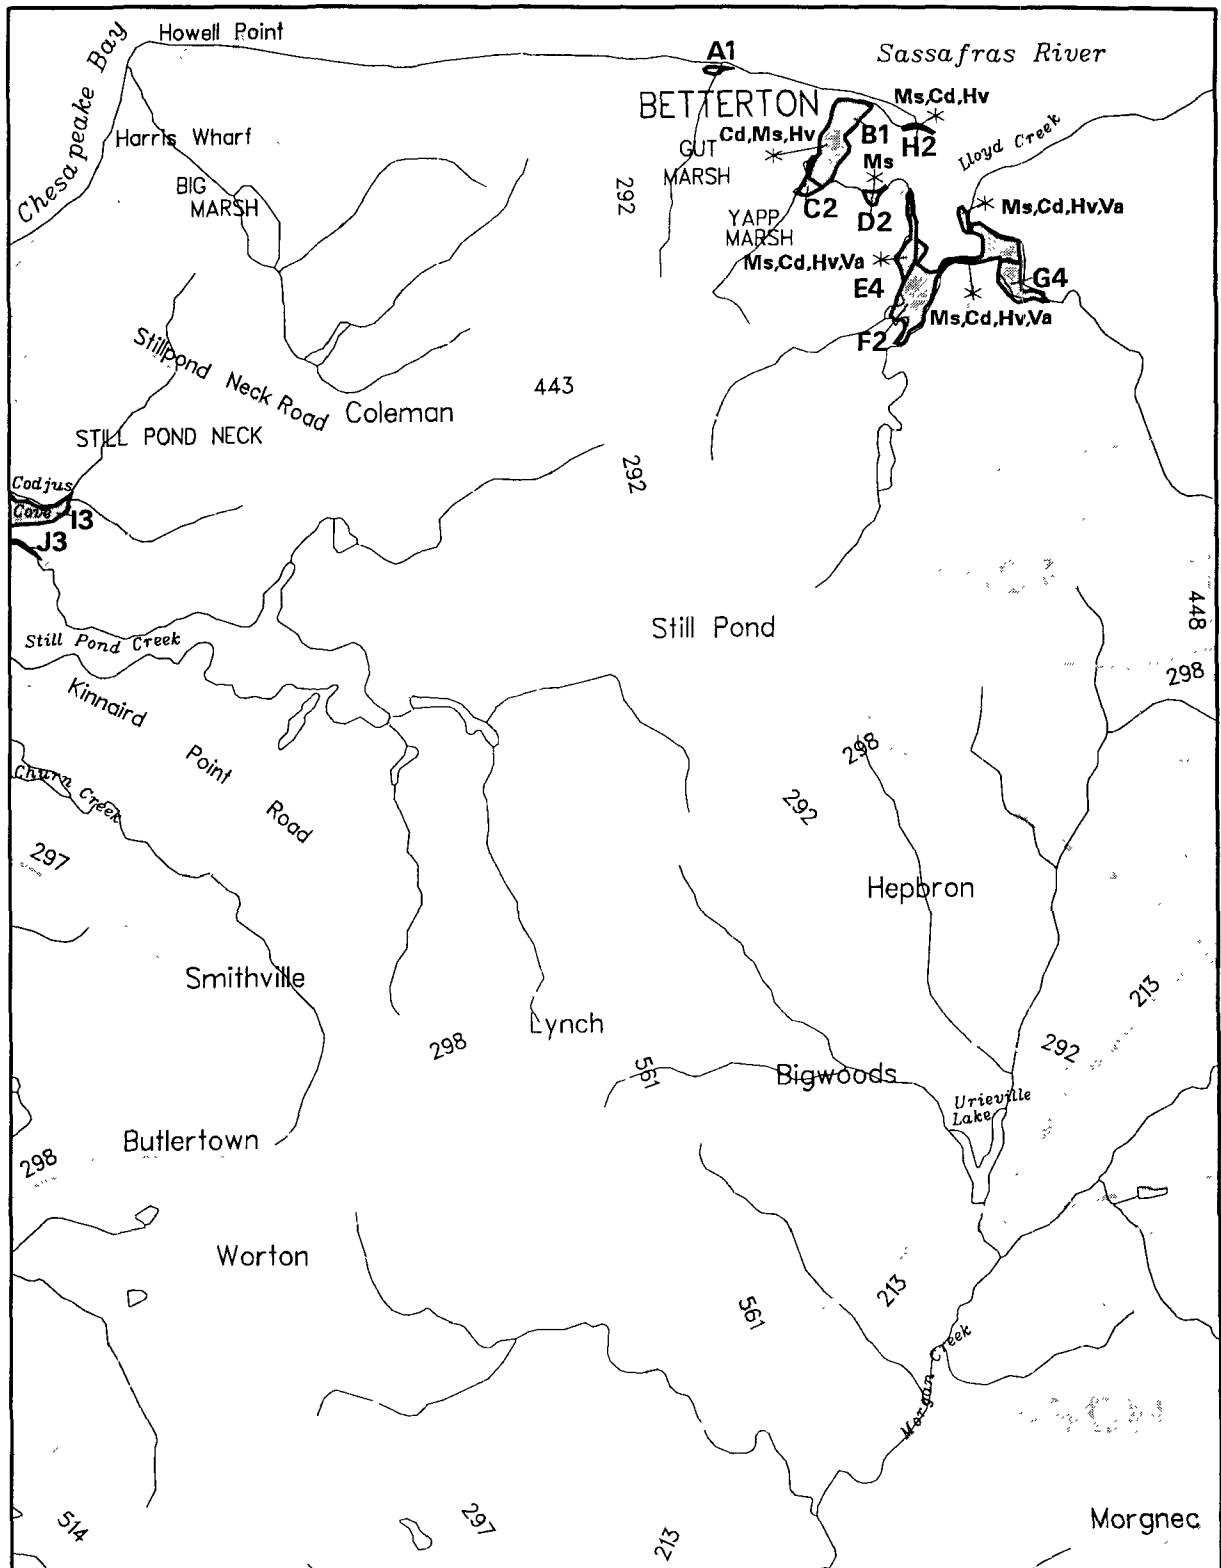 Howell Point
Chesapeake Bay
A1
Sassafras River
BETTERTON
Ms,Cd,Hv
Harris Wharf
Cd,Ms,Hv
B1
H2
Lloyd Creek
GUT
MARSH
Ms
BIG
MARSH
292
C2
D2
Ms,Cd,Hv,Va
YAPP
MARSH
Ms,Cd,Hv,Va
E4
G4
Ms,Cd,Hv,Va
F2
Stillpond Neck Road
443
Coleman
STILL POND NECK
292
Codjus
Cove
I3
J3
448
Still Pond
Still Pond Creek
298
Kinnaird
Point
Road
298
Churn Creek
292
297
Hepbron
Smithville
213
Lynch
298
292
561
Bigwoods
Urieville
Lake
Butlertown
298
Worton
213
561
Morgan Creek
514
297
213
Morgnec